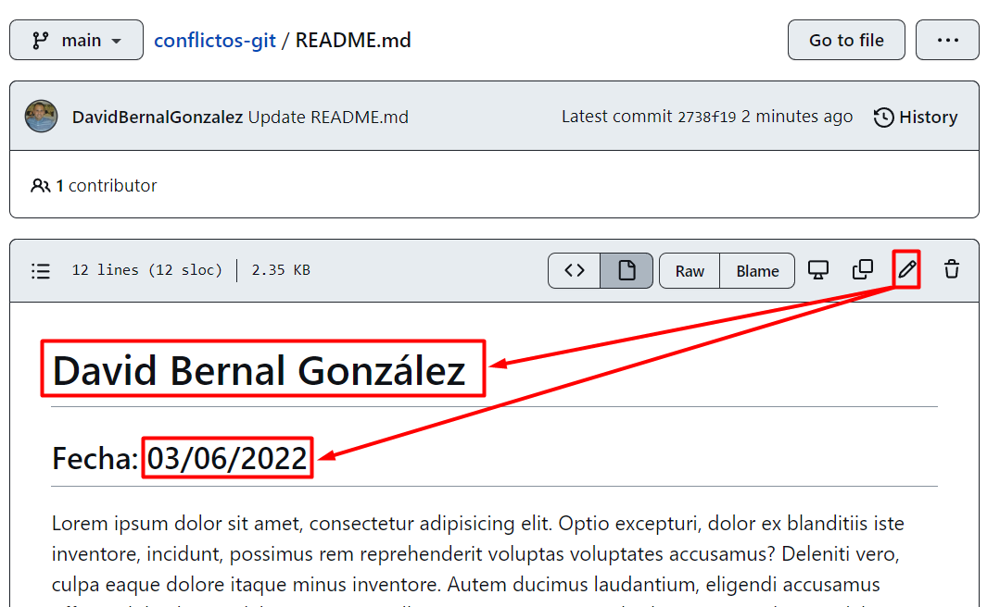 main conflictos-git / README.md Go to file ...
DavidBernalGonzalez Update README.md Latest commit 2738f19 2 minutes ago History
1 contributor
12 lines (12 sloc) 2.35 KB <> Raw Blame
David Bernal González
Fecha: 03/06/2022
Lorem ipsum dolor sit amet, consectetur adipisicing elit. Optio excepturi, dolor ex blanditiis iste
inventore, incidunt, possimus rem reprehenderit voluptas voluptates accusamus? Deleniti vero,
culpa eaque dolore itaque minus inventore. Autem ducimus laudantium, eligendi accusamus